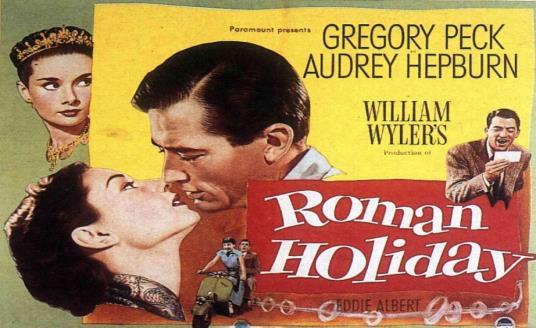 Paramount presents
GREGORY PECK
AUDREY HEPBURN
WILLIAM
WYLER'S
Production of
Roman
Holiday
EDDIE ALBERT